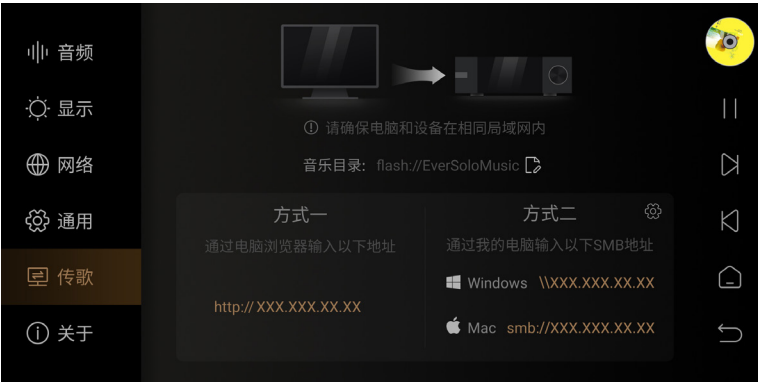 音频
显示
网络
通用
传歌
关于
请确保电脑和设备在相同局域网内
音乐目录: flash://EverSoloMusic
方式一
通过电脑浏览器输入以下地址
http:// XXX.XXX.XX.XX
方式二
通过我的电脑输入以下SMB地址
Windows \\XXX.XXX.XX.XX
Mac smb://XXX.XXX.XX.XX